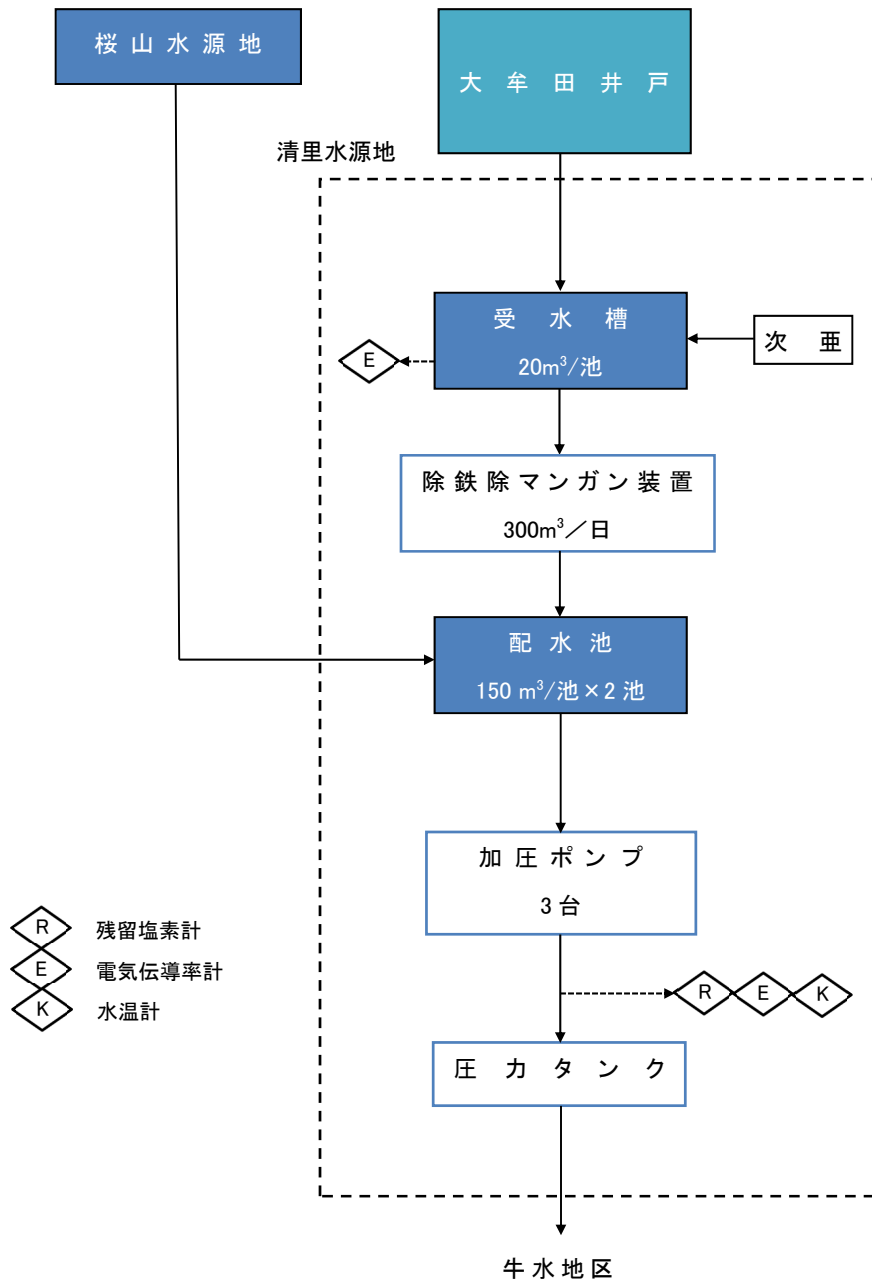 桜山水源地
大牟田井戸
清里水源地
受水槽
20m³/池
次亜
E
除鉄除マンガン装置
300m³／日
配水池
150 m³/池×2 池
加圧ポンプ
3 台
R 残留塩素計
E 電気伝導率計
K 水温計
R E K
圧力タンク
牛水地区